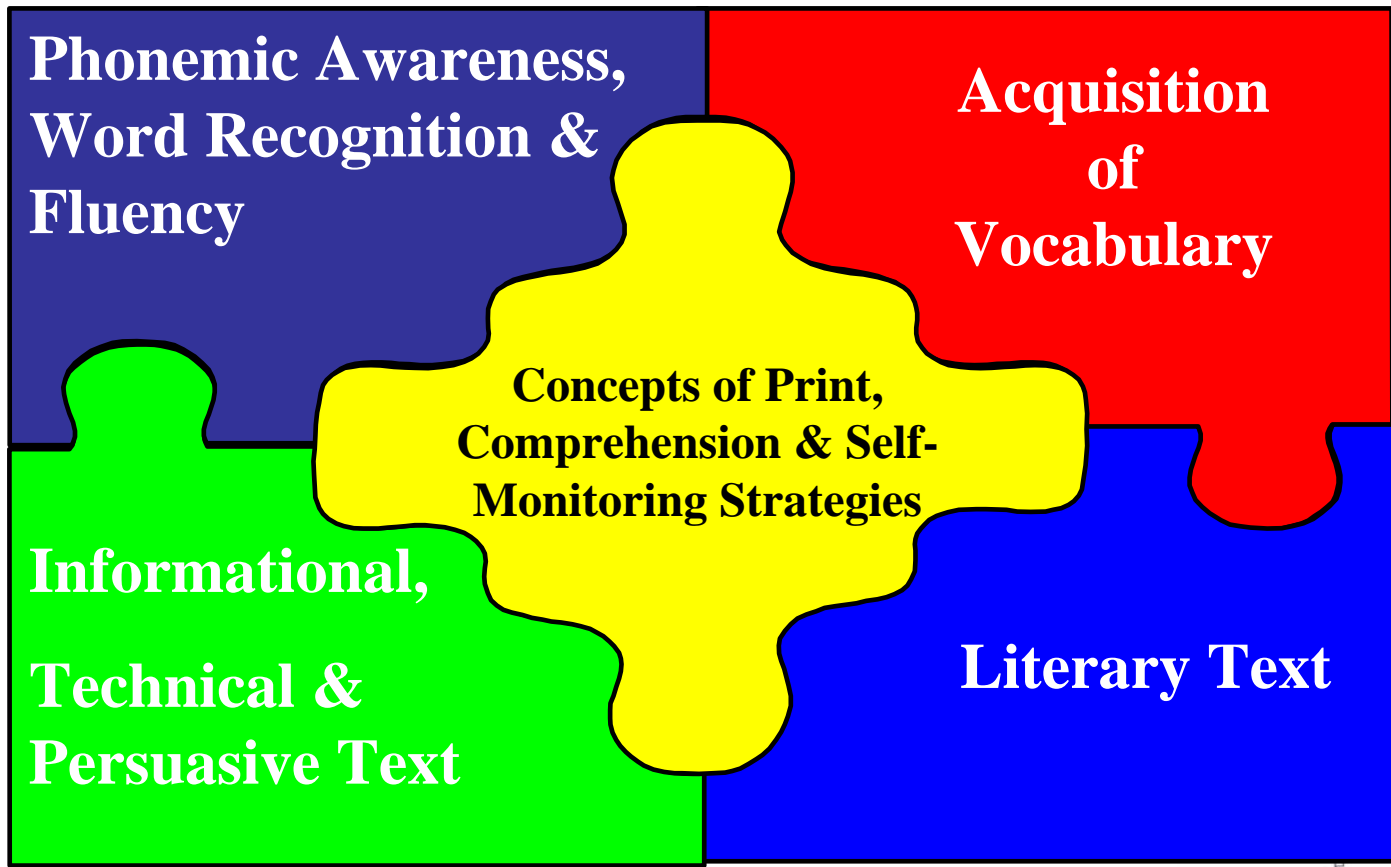 Phonemic Awareness,
Word Recognition &
Fluency
Acquisition
of
Vocabulary
Concepts of Print,
Comprehension & Self-
Monitoring Strategies
Informational,
Technical &
Persuasive Text
Literary Text